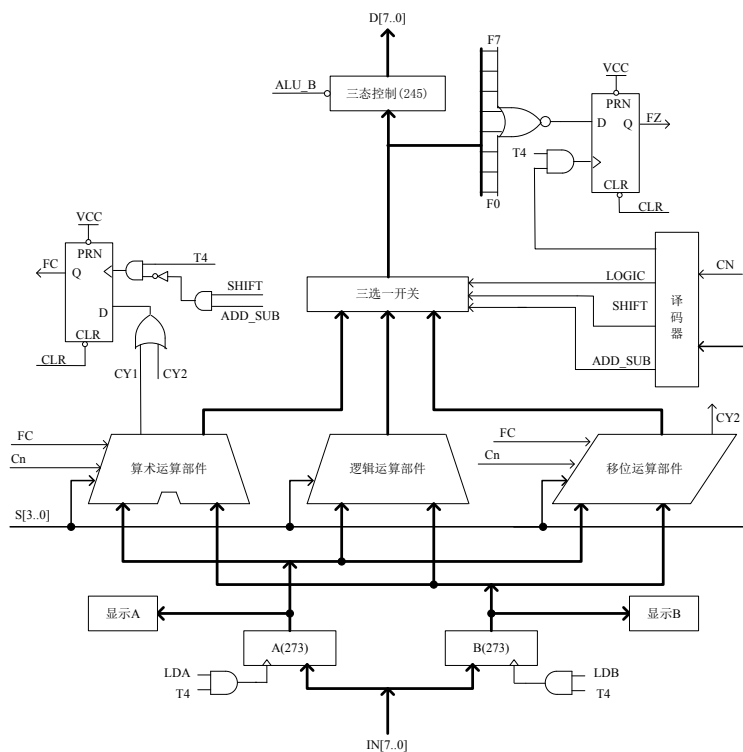 D[7..0]
F7
VCC
ALU_B
三态控制(245)
PRN
D
Q
FZ
T4
CLR
F0
CLR
VCC
FC
PRN
Q
T4
SHIFT
D
ADD_SUB
CLR
CLR
CY1
CY2
三选一开关
LOGIC
SHIFT
ADD_SUB
CN
译码器
CY2
FC
Cn
算术运算部件
逻辑运算部件
FC
Cn
移位运算部件
S[3..0]
显示A
显示B
A(273)
B(273)
LDA
T4
LDB
T4
IN[7..0]